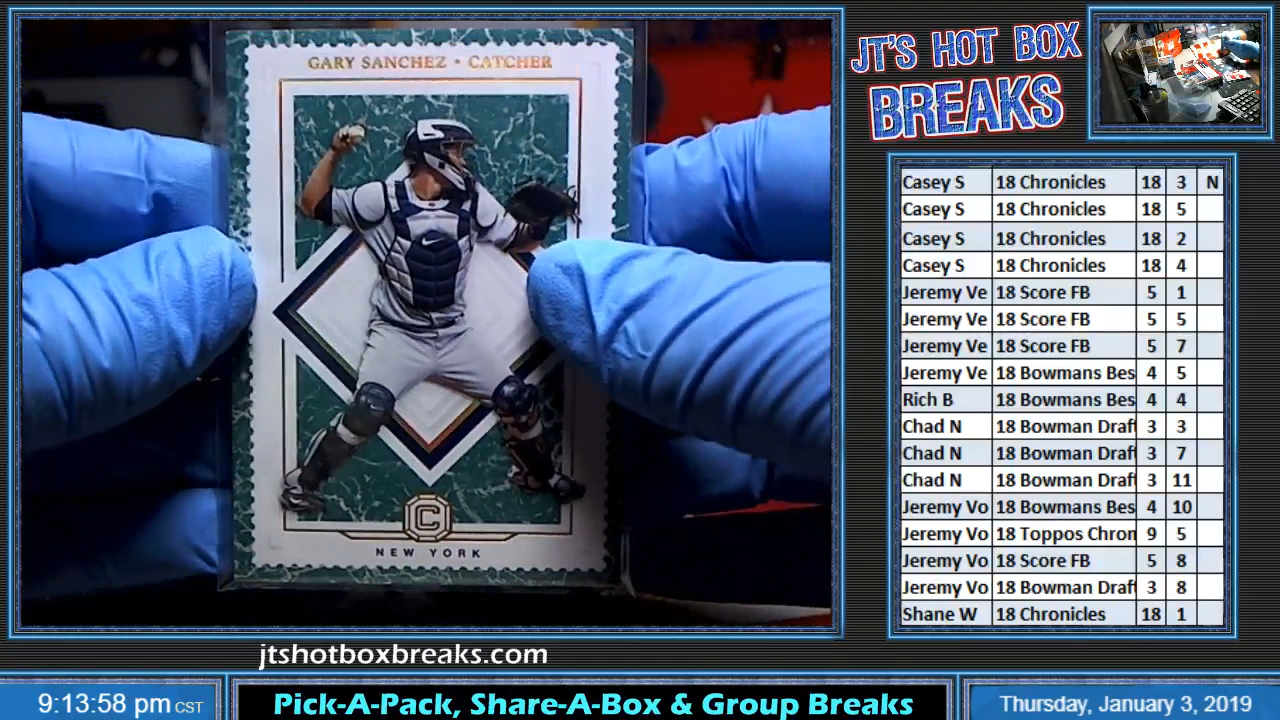 GARY SANCHEZ • CATCHER
C
NEW YORK
JT'S HOT BOX
BREAKS
Casey S 18 Chronicles 18 3 N
Casey S 18 Chronicles 18 5
Casey S 18 Chronicles 18 2
Casey S 18 Chronicles 18 4
Jeremy Ve 18 Score FB 5 1
Jeremy Ve 18 Score FB 5 5
Jeremy Ve 18 Score FB 5 7
Jeremy Ve 18 Bowmans Bes 4 5
Rich B 18 Bowmans Bes 4 4
Chad N 18 Bowman Draft 3 3
Chad N 18 Bowman Draft 3 7
Chad N 18 Bowman Draft 3 11
Jeremy Vo 18 Bowmans Bes 4 10
Jeremy Vo 18 Toppos Chron 9 5
Jeremy Vo 18 Score FB 5 8
Jeremy Vo 18 Bowman Draft 3 8
Shane W 18 Chronicles 18 1
jtshotboxbreaks.com
9:13:58 pm CST
Pick-A-Pack, Share-A-Box & Group Breaks
Thursday, January 3, 2019